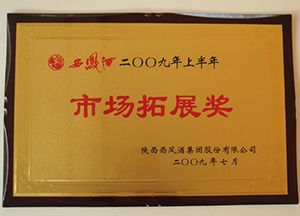 西鳳酒 二〇〇九年上半年
市场拓展奖
陕西西凤酒集团股份有限公司
二〇〇九年七月